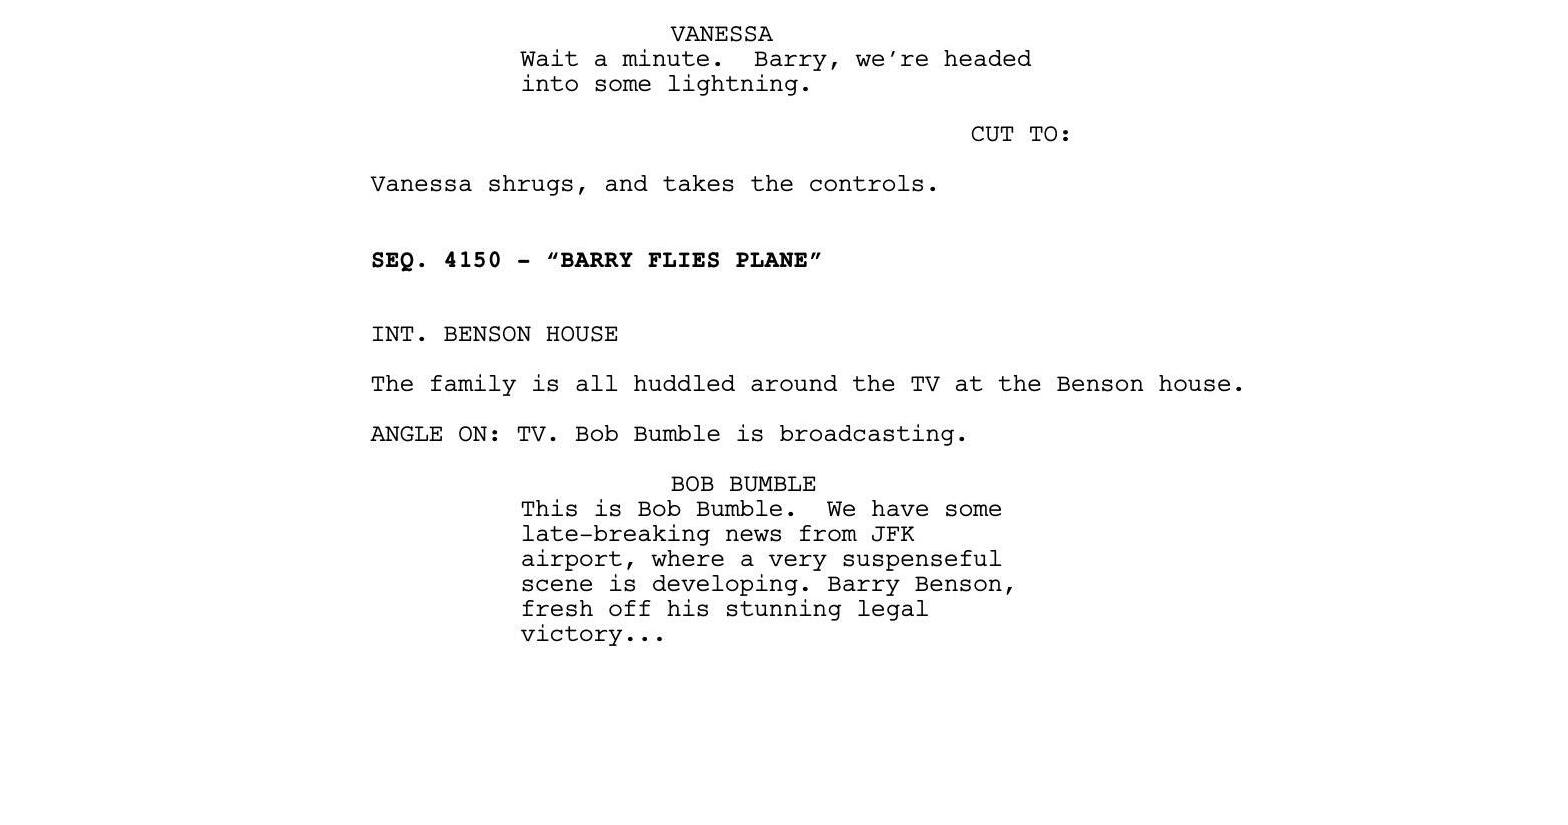 VANESSA
Wait a minute.  Barry, we’re headed
into some lightning.
CUT TO:
Vanessa shrugs, and takes the controls.
SEQ. 4150 - “BARRY FLIES PLANE”
INT. BENSON HOUSE
The family is all huddled around the TV at the Benson house.
ANGLE ON: TV. Bob Bumble is broadcasting.
BOB BUMBLE
This is Bob Bumble.  We have some
late-breaking news from JFK
airport, where a very suspenseful
scene is developing. Barry Benson,
fresh off his stunning legal
victory...